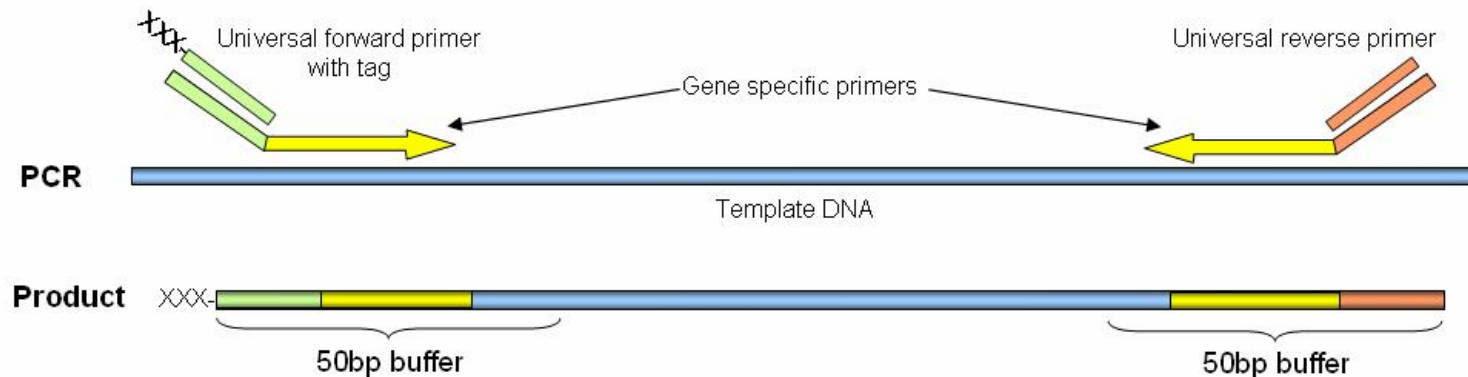 XXX
Universal forward primer
with tag
Universal reverse primer
Gene specific primers
PCR
Template DNA
Product
XXX-
50bp buffer
50bp buffer